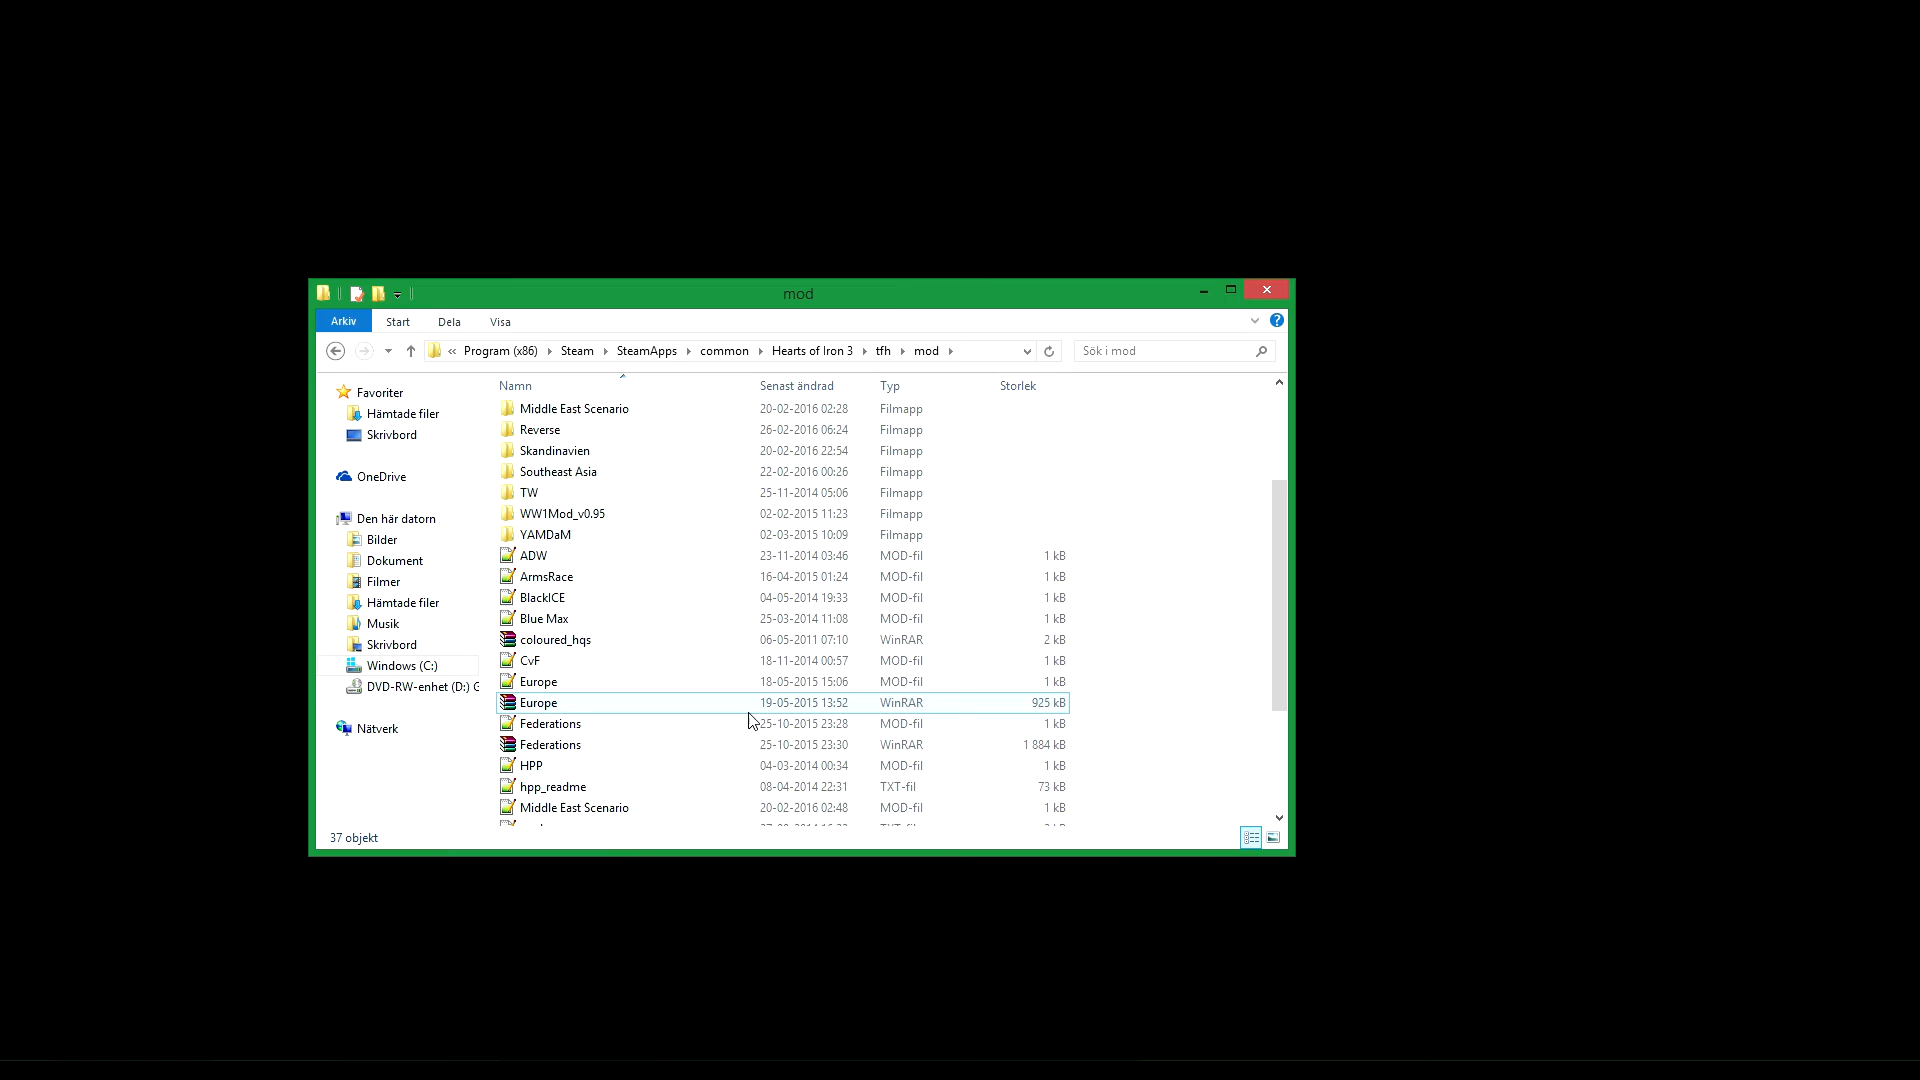 mod
Arkiv Start Dela Visa
« Program (x86) Steam SteamApps common Hearts of Iron 3 tfh mod Sök i mod
Namn Senast ändrad Typ Storlek
Favoriter
Hämtade filer
Skrivbord
OneDrive
Den här datorn
Bilder
Dokument
Filmer
Hämtade filer
Musik
Skrivbord
Windows (C:)
DVD-RW-enhet (D:) G
Nätverk
Middle East Scenario 20-02-2016 02:28 Filmapp
Reverse 26-02-2016 06:24 Filmapp
Skandinavien 20-02-2016 22:54 Filmapp
Southeast Asia 22-02-2016 00:26 Filmapp
TW 25-11-2014 05:06 Filmapp
WW1Mod_v0.95 02-02-2015 11:23 Filmapp
YAMDaM 02-03-2015 10:09 Filmapp
ADW 23-11-2014 03:46 MOD-fil 1 kB
ArmsRace 16-04-2015 01:24 MOD-fil 1 kB
BlackICE 04-05-2014 19:33 MOD-fil 1 kB
Blue Max 25-03-2014 11:08 MOD-fil 1 kB
coloured_hqs 06-05-2011 07:10 WinRAR 2 kB
CvF 18-11-2014 00:57 MOD-fil 1 kB
Europe 18-05-2015 15:06 MOD-fil 1 kB
Europe 19-05-2015 13:52 WinRAR 925 kB
Federations 25-10-2015 23:28 MOD-fil 1 kB
Federations 25-10-2015 23:30 WinRAR 1 884 kB
HPP 04-03-2014 00:34 MOD-fil 1 kB
hpp_readme 08-04-2014 22:31 TXT-fil 73 kB
Middle East Scenario 20-02-2016 02:48 MOD-fil 1 kB
37 objekt